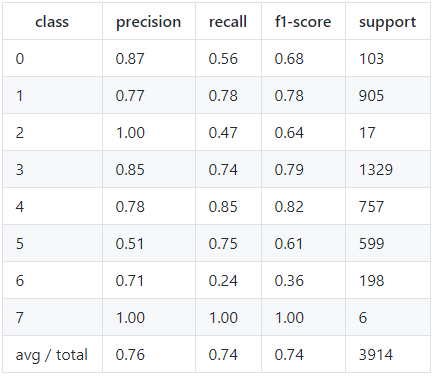 class precision recall f1-score support
0 0.87 0.56 0.68 103
1 0.77 0.78 0.78 905
2 1.00 0.47 0.64 17
3 0.85 0.74 0.79 1329
4 0.78 0.85 0.82 757
5 0.51 0.75 0.61 599
6 0.71 0.24 0.36 198
7 1.00 1.00 1.00 6
avg / total 0.76 0.74 0.74 3914